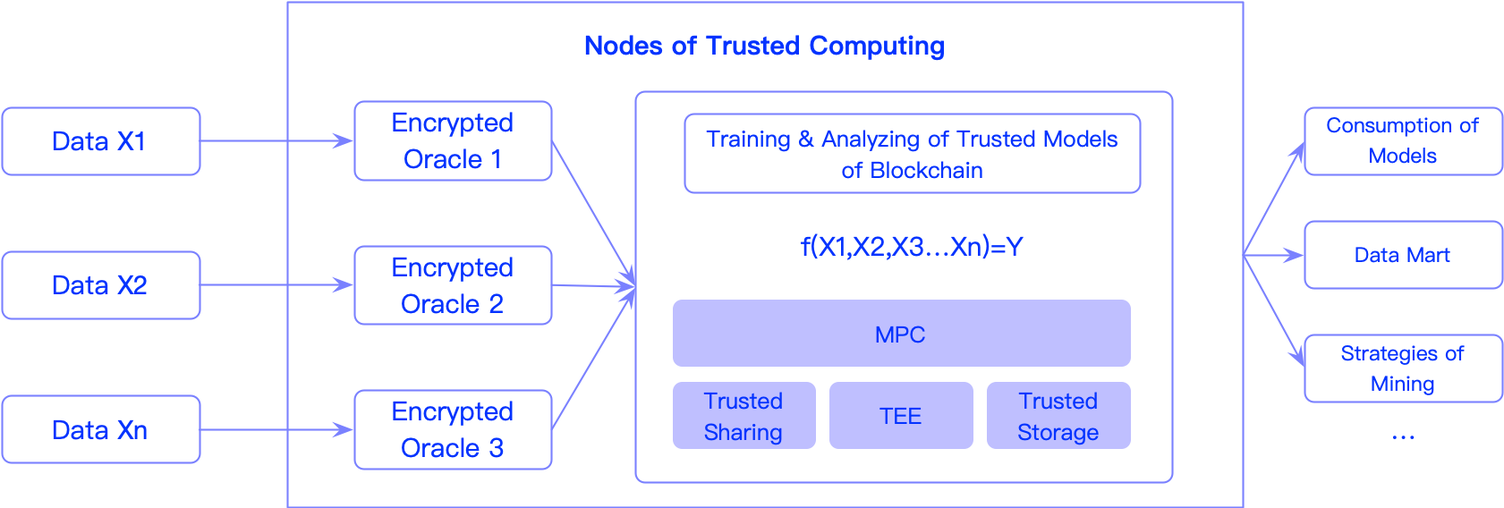 Nodes of Trusted Computing
Data X1
Encrypted
Oracle 1
Data X2
Encrypted
Oracle 2
Data Xn
Encrypted
Oracle 3
Training & Analyzing of Trusted Models
of Blockchain
f(X1,X2,X3...Xn)=Y
MPC
Trusted
Sharing
TEE
Trusted
Storage
Consumption of
Models
Data Mart
Strategies of
Mining
...